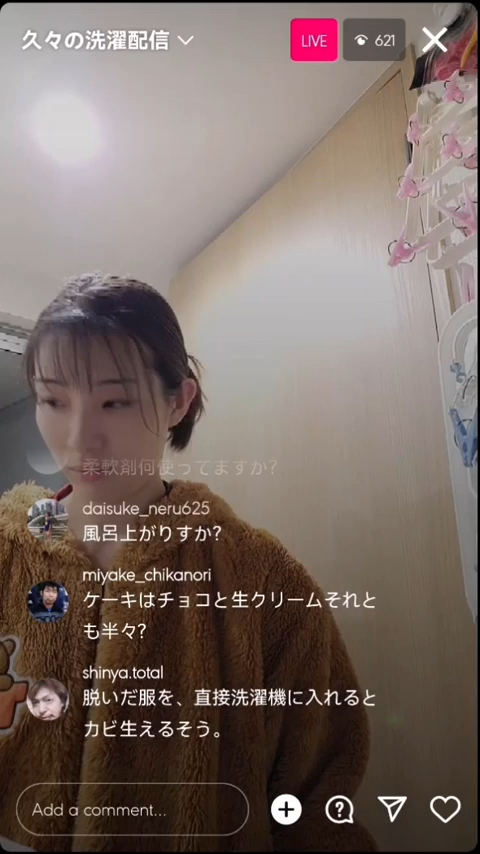 久々の洗濯配信
LIVE
621
柔軟剤何使ってますか?
daisuke_neru625
風呂上がりすか?
miyake_chikanori
ケーキはチョコと生クリームそれと
も半々?
shinya.total
脱いだ服を、直接洗濯機に入れると
カビ生えるそう。
Add a comment...